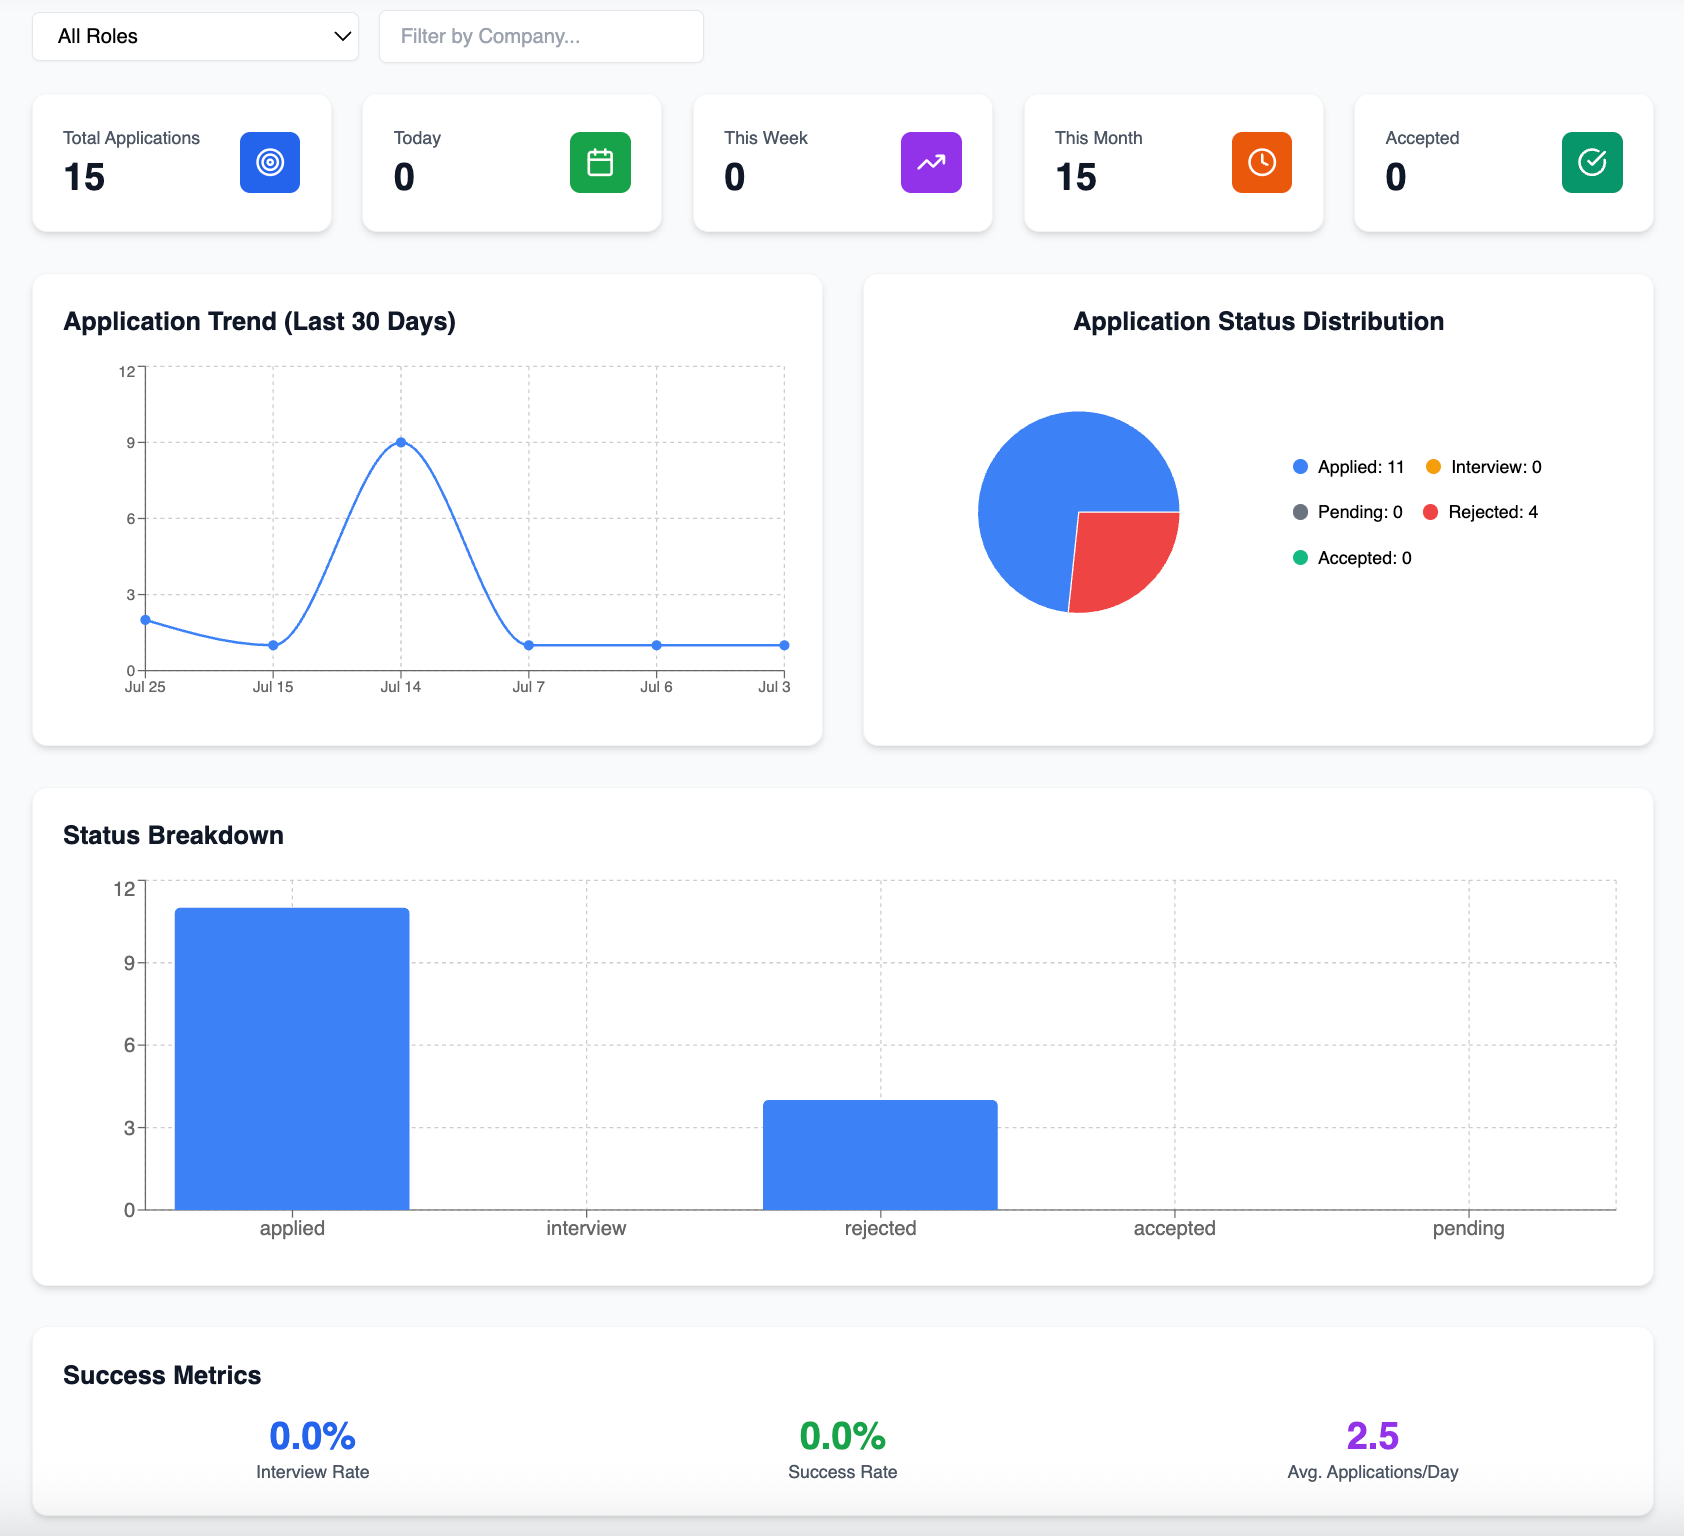 All Roles
Filter by Company...
Total Applications
15
Today
0
This Week
0
This Month
15
Accepted
0
Application Trend (Last 30 Days)
12
9
6
3
0
Jul 25 Jul 15 Jul 14 Jul 7 Jul 6 Jul 3
Application Status Distribution
Applied: 11 Interview: 0
Pending: 0 Rejected: 4
Accepted: 0
Status Breakdown
12
9
6
3
0
applied interview rejected accepted pending
Success Metrics
0.0%
Interview Rate
0.0%
Success Rate
2.5
Avg. Applications/Day